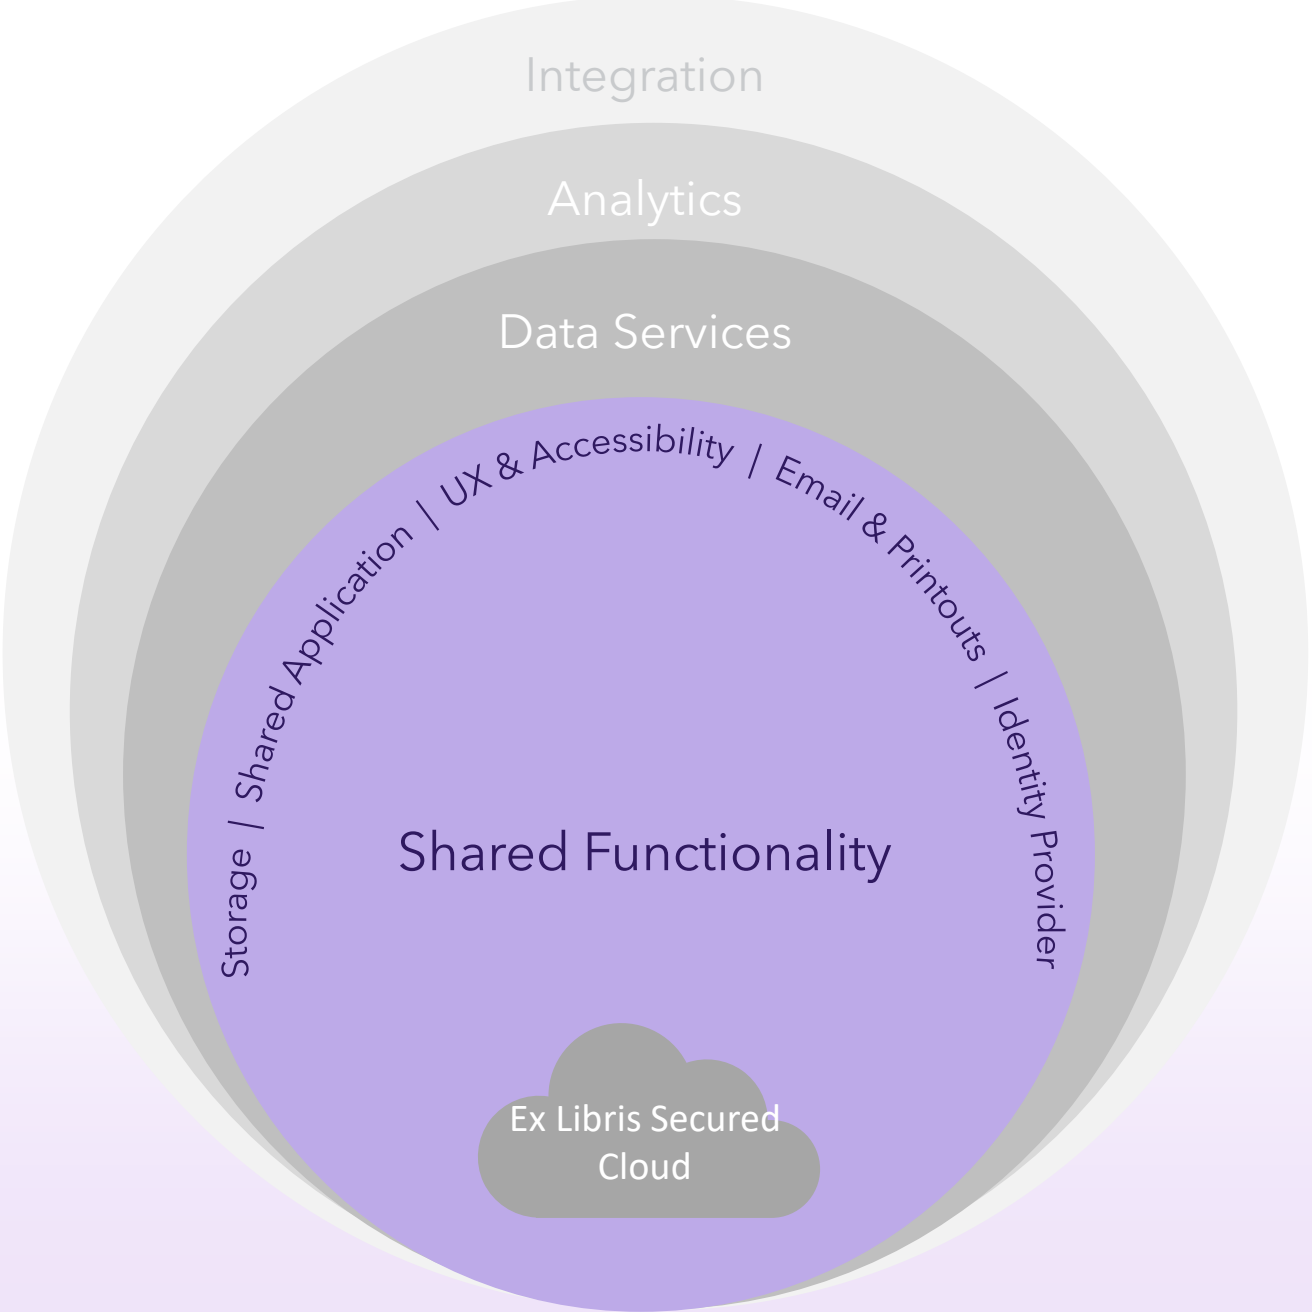 Integration
Analytics
Data Services
Storage | Shared Application | UX & Accessibility | Email & Printouts | Identity Provider
Shared Functionality
Ex Libris Secured
Cloud